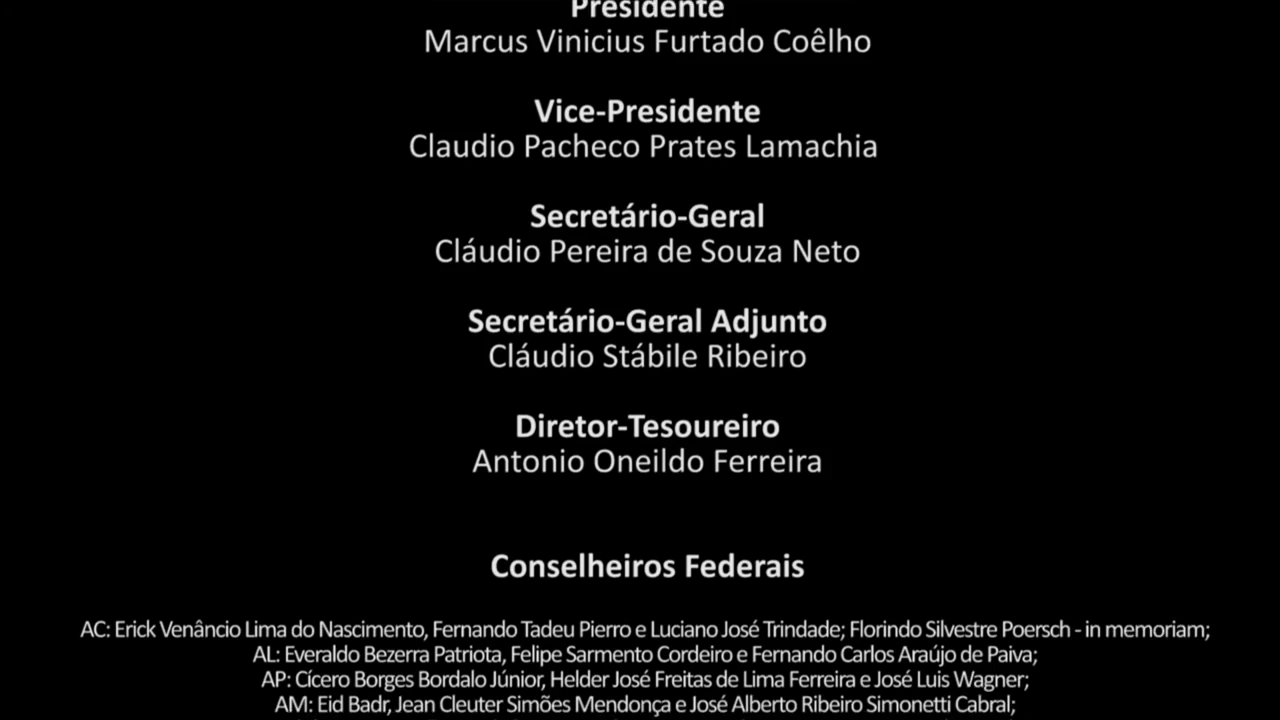 Presidente
Marcus Vinicius Furtado Coêlho
Vice-Presidente
Claudio Pacheco Prates Lamachia
Secretário-Geral
Cláudio Pereira de Souza Neto
Secretário-Geral Adjunto
Cláudio Stábile Ribeiro
Diretor-Tesoureiro
Antonio Oneildo Ferreira
Conselheiros Federais
AC: Erick Venâncio Lima do Nascimento, Fernando Tadeu Pierro e Luciano José Trindade; Florindo Silvestre Poersch - in memoriam;
AL: Everaldo Bezerra Patriota, Felipe Sarmento Cordeiro e Fernando Carlos Araújo de Paiva;
AP: Cícero Borges Bordalo Júnior, Helder José Freitas de Lima Ferreira e José Luis Wagner;
AM: Eid Badr, Jean Cleuter Simões Mendonça e José Alberto Ribeiro Simonetti Cabral;